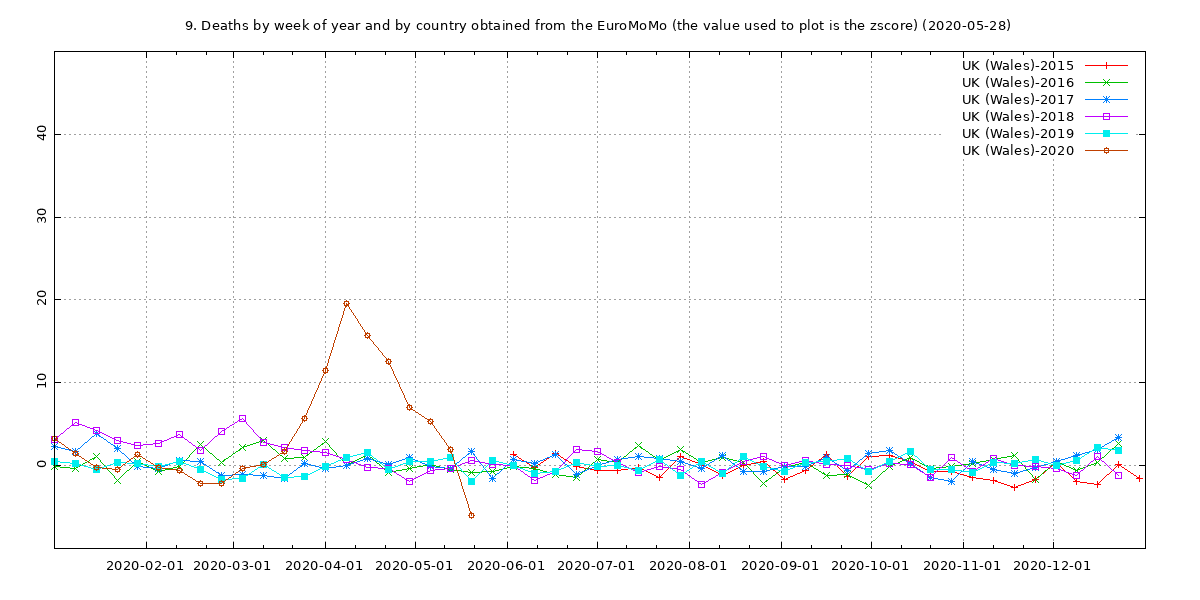 9. Deaths by week of year and by country obtained from the EuroMoMo (the value used to plot is the zscore) (2020-05-28)
UK (Wales)-2015
UK (Wales)-2016
UK (Wales)-2017
UK (Wales)-2018
UK (Wales)-2019
UK (Wales)-2020
40
30
20
10
0
2020-02-01 2020-03-01 2020-04-01 2020-05-01 2020-06-01 2020-07-01 2020-08-01 2020-09-01 2020-10-01 2020-11-01 2020-12-01